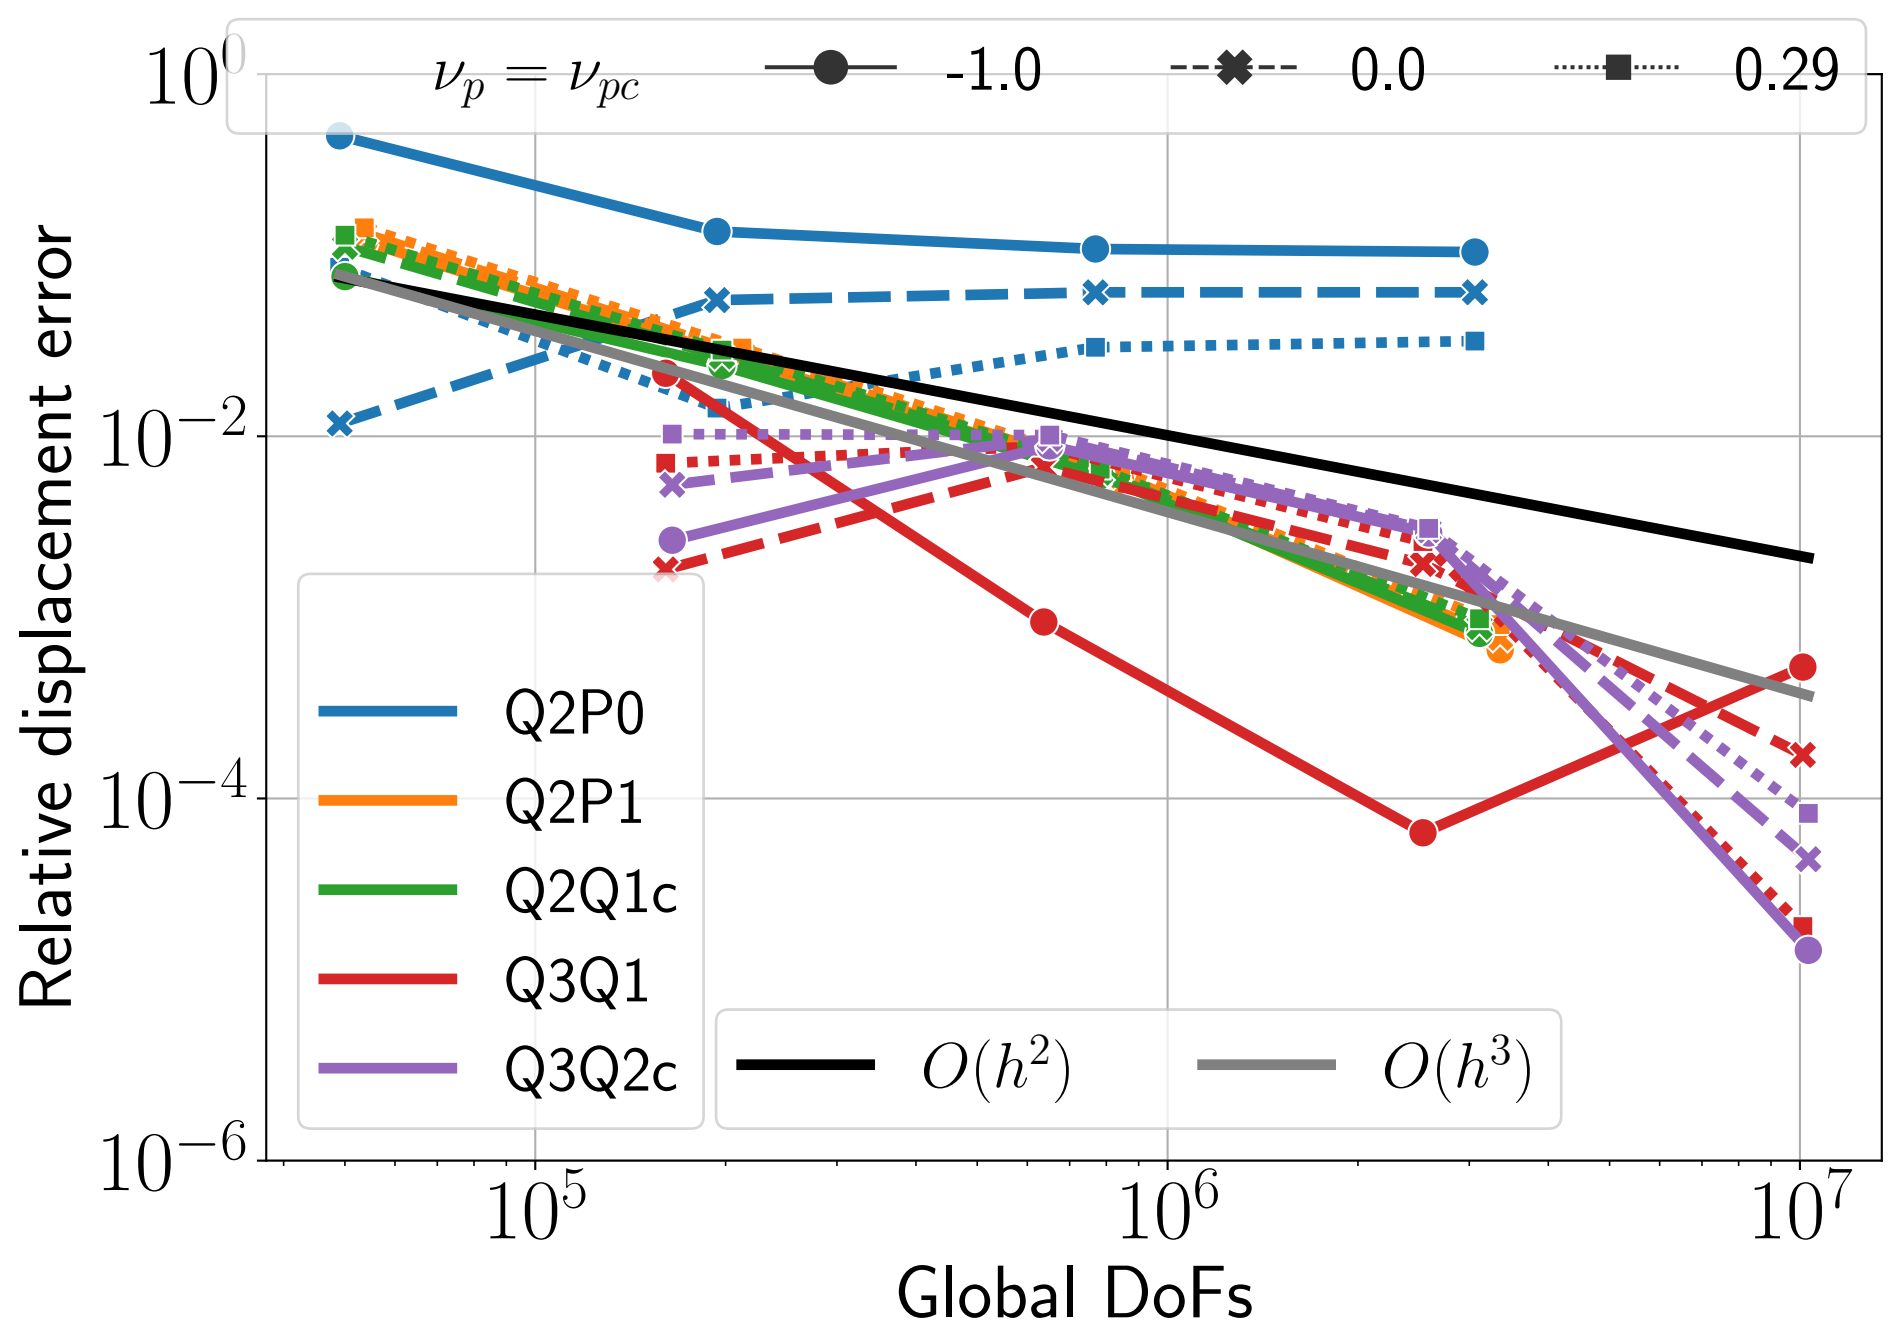 ν_p = ν_pc -1.0 0.0 0.29
10^0
10^−2
10^−4
10^−6
Relative displacement error
Q2P0
Q2P1
Q2Q1c
Q3Q1
Q3Q2c
O(h^2) O(h^3)
10^5 10^6 10^7
Global DoFs